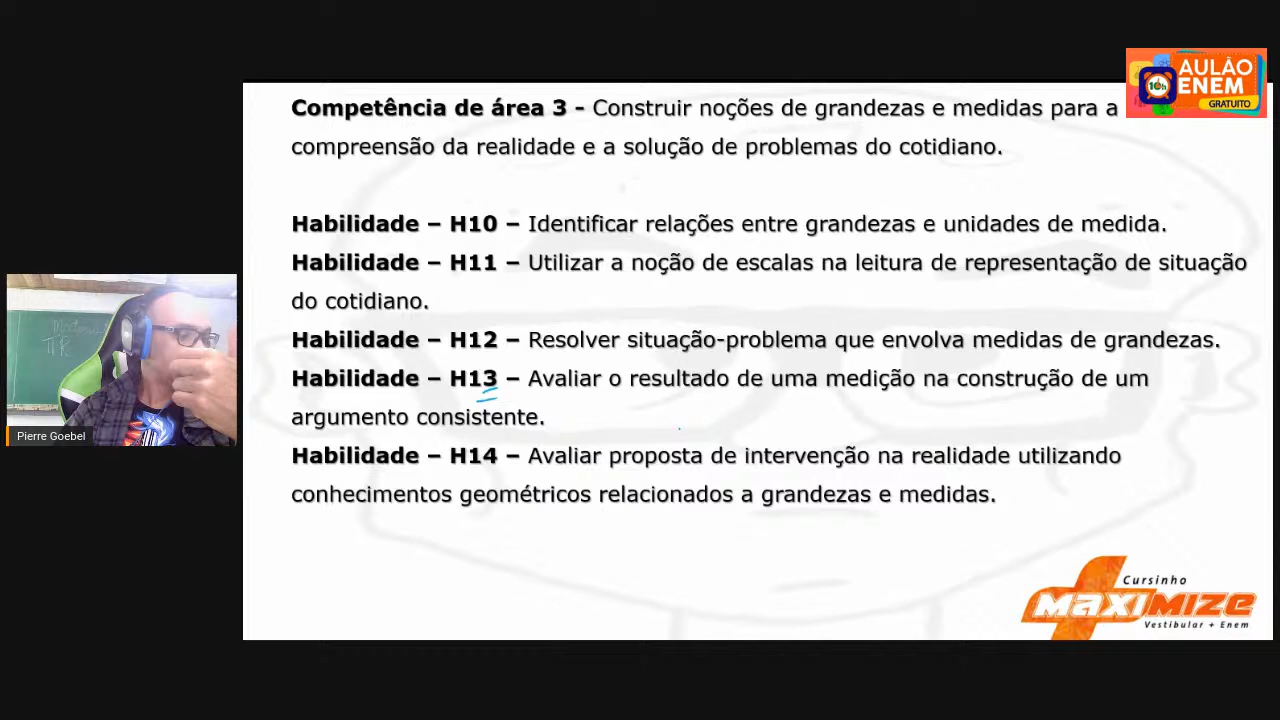 AULÃO
ENEM
GRATUITO
Competência de área 3 - Construir noções de grandezas e medidas para a
compreensão da realidade e a solução de problemas do cotidiano.
Habilidade – H10 – Identificar relações entre grandezas e unidades de medida.
Habilidade – H11 – Utilizar a noção de escalas na leitura de representação de situação
do cotidiano.
Habilidade – H12 – Resolver situação-problema que envolva medidas de grandezas.
Habilidade – H13 – Avaliar o resultado de uma medição na construção de um
argumento consistente.
Habilidade – H14 – Avaliar proposta de intervenção na realidade utilizando
conhecimentos geométricos relacionados a grandezas e medidas.
Pierre Goebel
Cursinho
MAXIMIZE
Vestibular + Enem